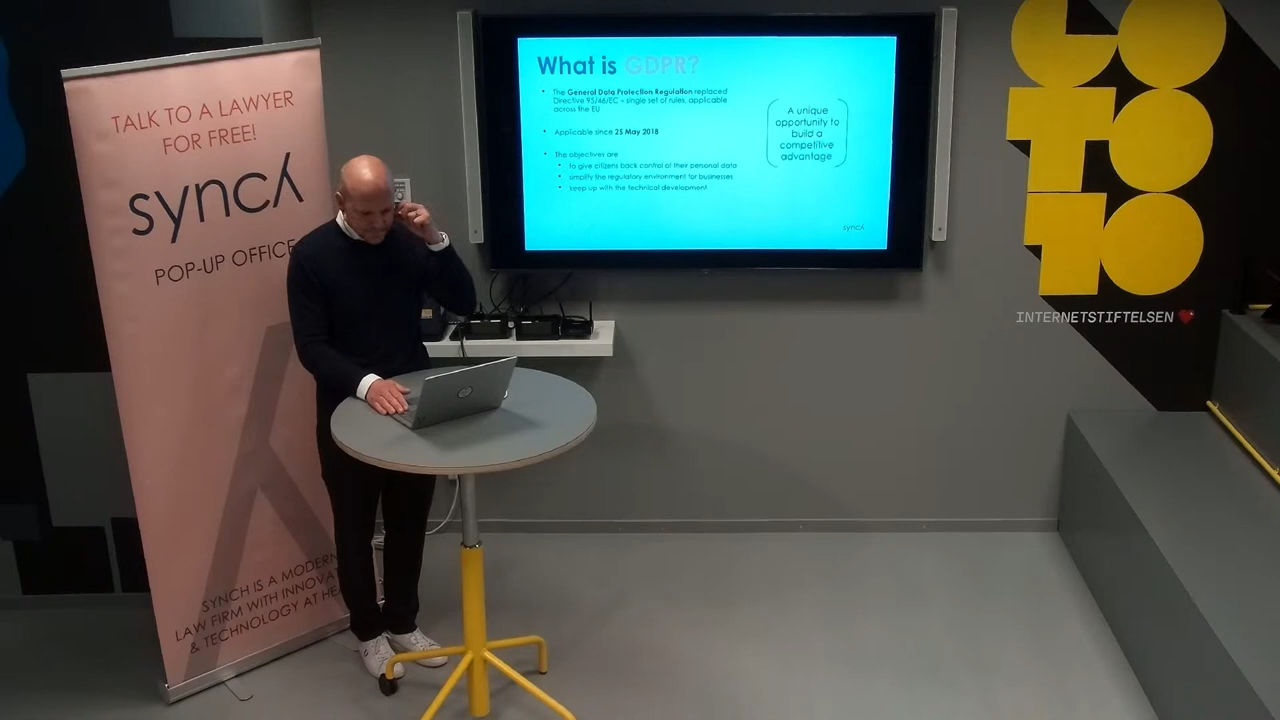 TALK TO A LAWYER
FOR FREE!
synch
POP-UP OFFICE
SYNCH IS A MODERN
LAW FIRM WITH INNOVA
& TECHNOLOGY AT HE
What is GDPR?
The General Data Protection Regulation replaced
Directive 95/46/EC – single set of rules, applicable
across the EU
Applicable since 25 May 2018
The objectives are
to give citizens back control of their personal data
simplify the regulatory environment for businesses
keep up with the technical development
A unique
opportunity to
build a
competitive
advantage
synch
INTERNETSTIFTELSEN